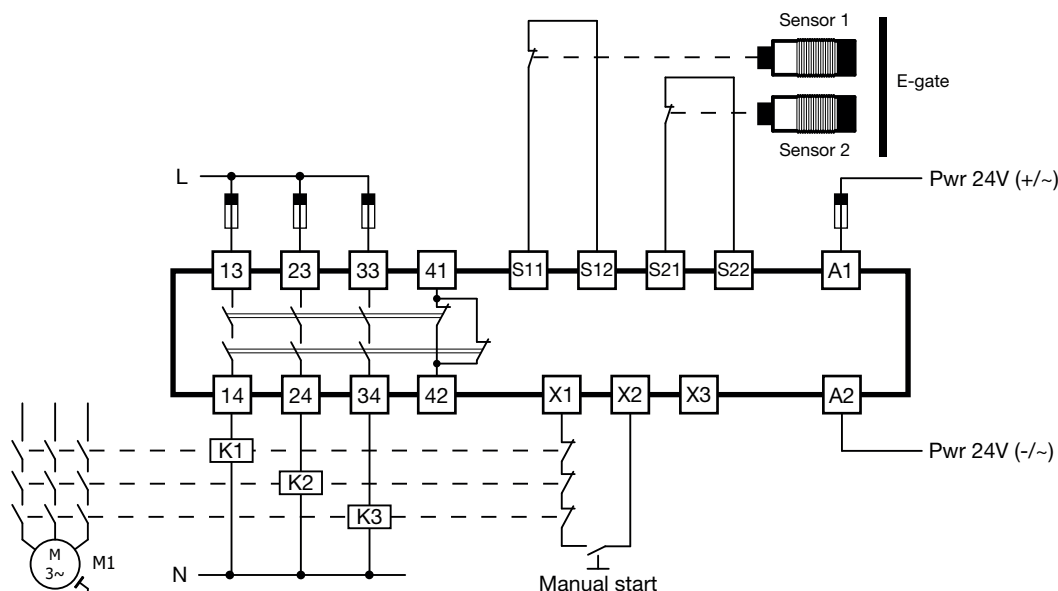 Sensor 1
E-gate
Sensor 2
L
Pwr 24V (+/~)
13 23 33 41 S11 S12 S21 S22 A1
14 24 34 42 X1 X2 X3 A2
K1
Pwr 24V (-/~)
K2
K3
M
3~
M1
N
Manual start